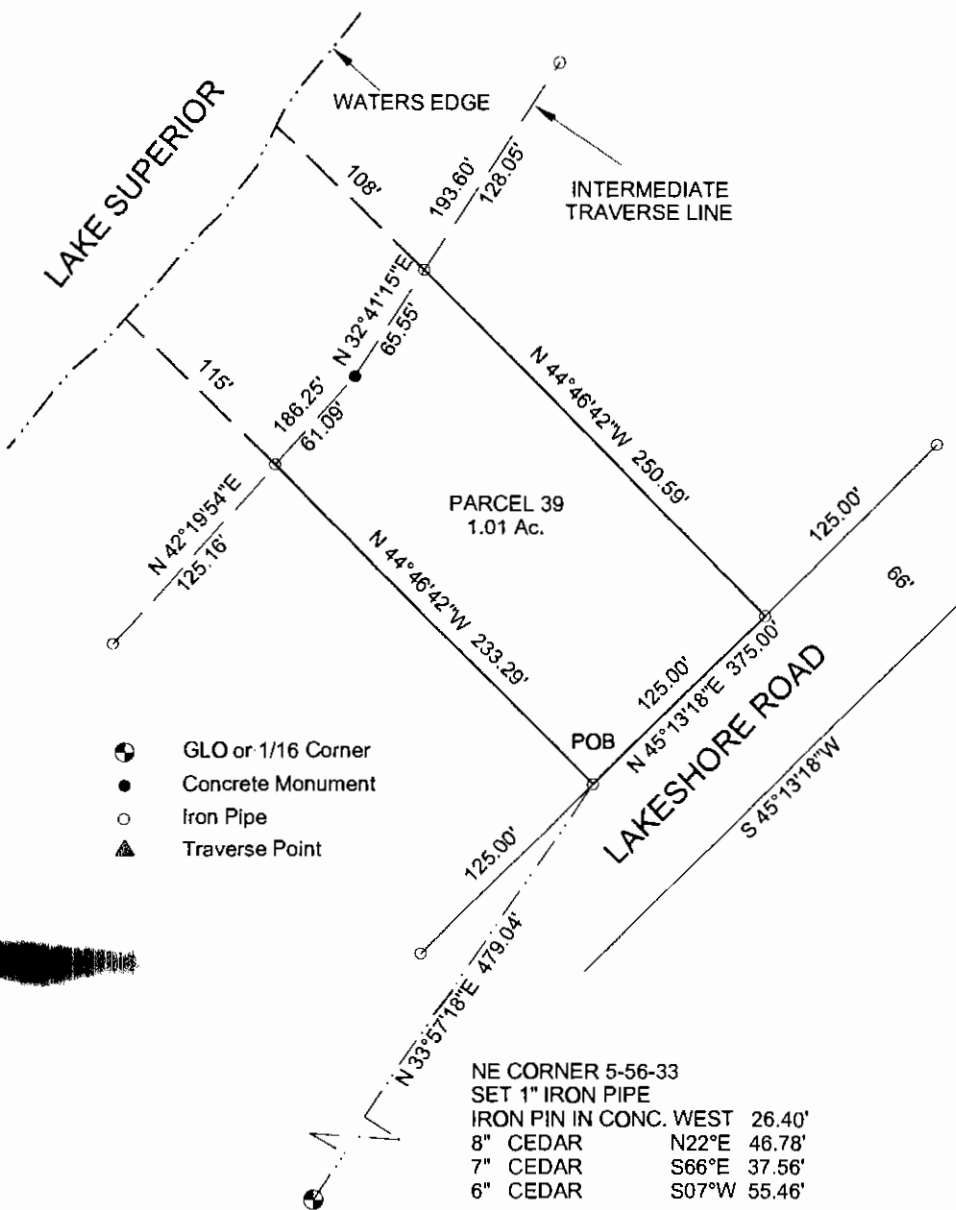 LAKE SUPERIOR
WATERS EDGE
INTERMEDIATE
TRAVERSE LINE
108'
193.60'
128.05'
N 32°41'15"E
65.55'
115'
186.25'
61.09'
N 42°19'54"E
125.16'
N 44°46'42"W 250.59'
PARCEL 39
1.01 Ac.
N 44°46'42"W 233.29'
125.00'
66'
125.00'
N 45°13'18"E 375.00'
POB
LAKESHORE ROAD
S 45°13'18"W
GLO or 1/16 Corner
Concrete Monument
Iron Pipe
Traverse Point
125.00'
N 33°57'18"E 479.04'
NE CORNER 5-56-33
SET 1" IRON PIPE
IRON PIN IN CONC. WEST 26.40'
8" CEDAR N22°E 46.78'
7" CEDAR S66°E 37.56'
6" CEDAR S07°W 55.46'